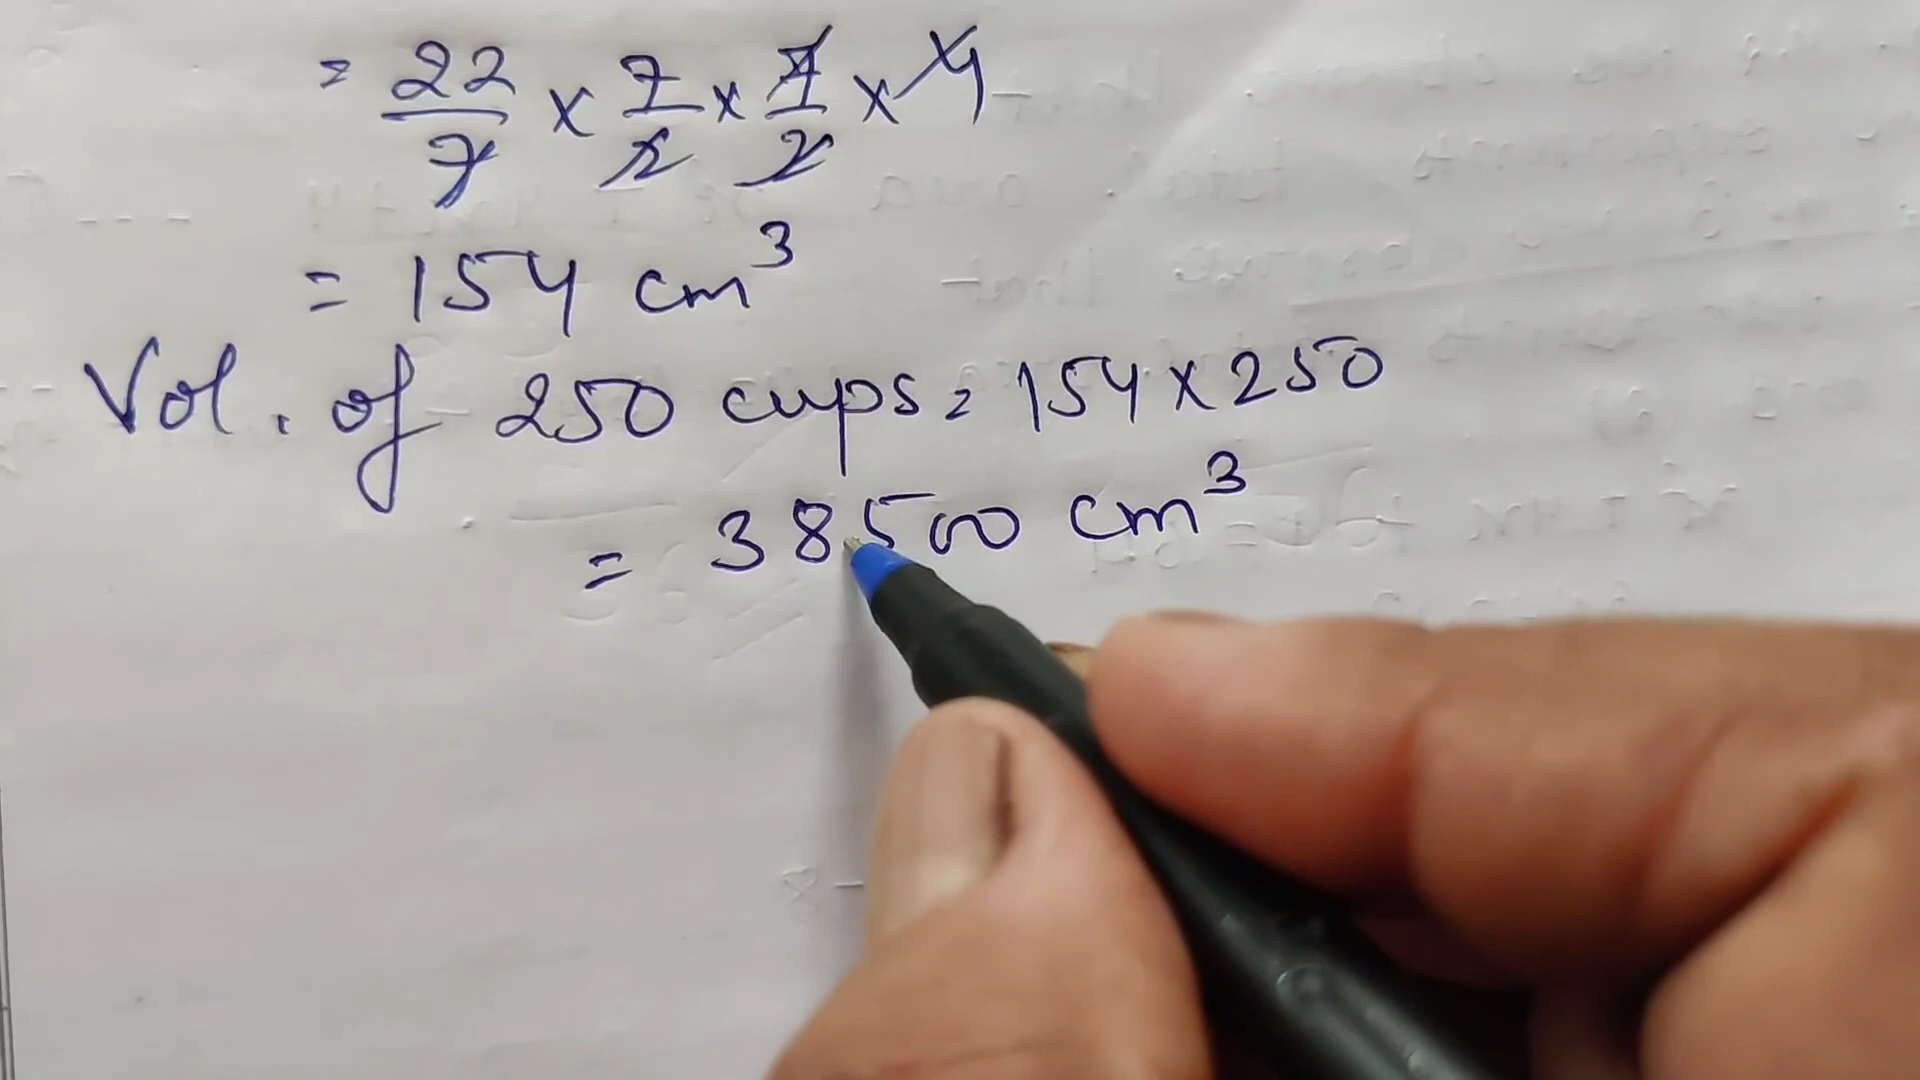 = 22/7 × 7/2 × 7/2 × 4
= 154 cm³
Vol. of 250 cups = 154 × 250
= 38500 cm³